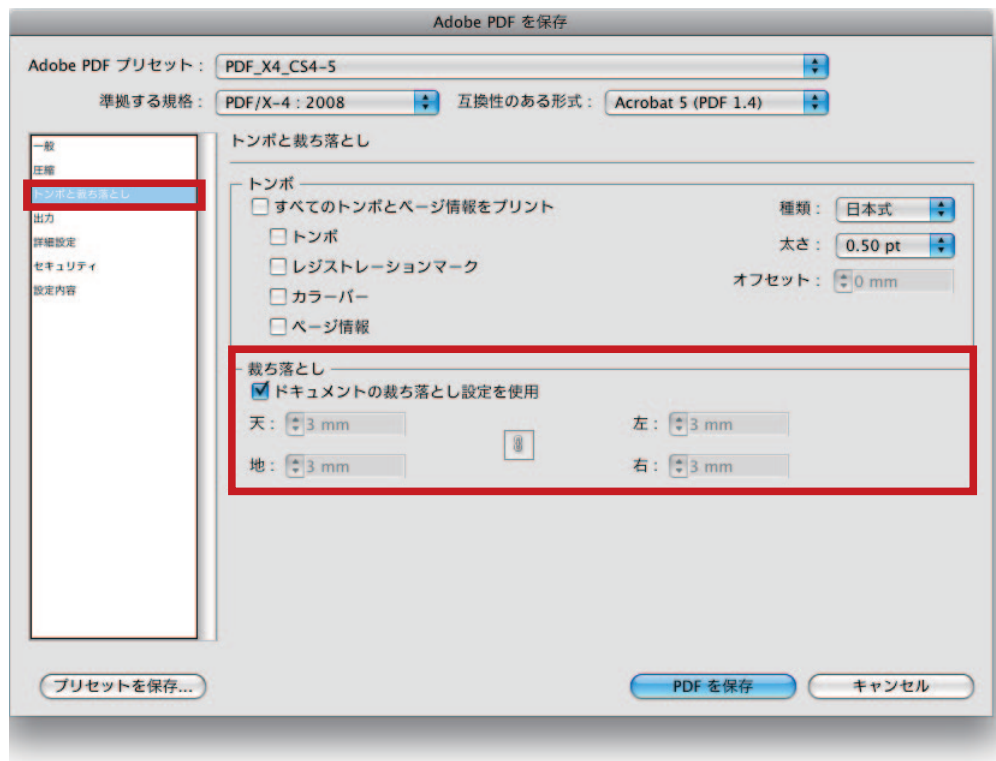 Adobe PDF を保存
Adobe PDF プリセット： PDF_X4_CS4-5
準拠する規格： PDF/X-4 : 2008 互換性のある形式： Acrobat 5 (PDF 1.4)
一般
圧縮
トンボと裁ち落とし
出力
詳細設定
セキュリティ
設定内容
トンボと裁ち落とし
トンボ
すべてのトンボとページ情報をプリント
トンボ
レジストレーションマーク
カラーバー
ページ情報
種類： 日本式
太さ： 0.50 pt
オフセット： 0 mm
裁ち落とし
ドキュメントの裁ち落とし設定を使用
天： 3 mm 左： 3 mm
地： 3 mm 右： 3 mm
プリセットを保存... PDF を保存 キャンセル